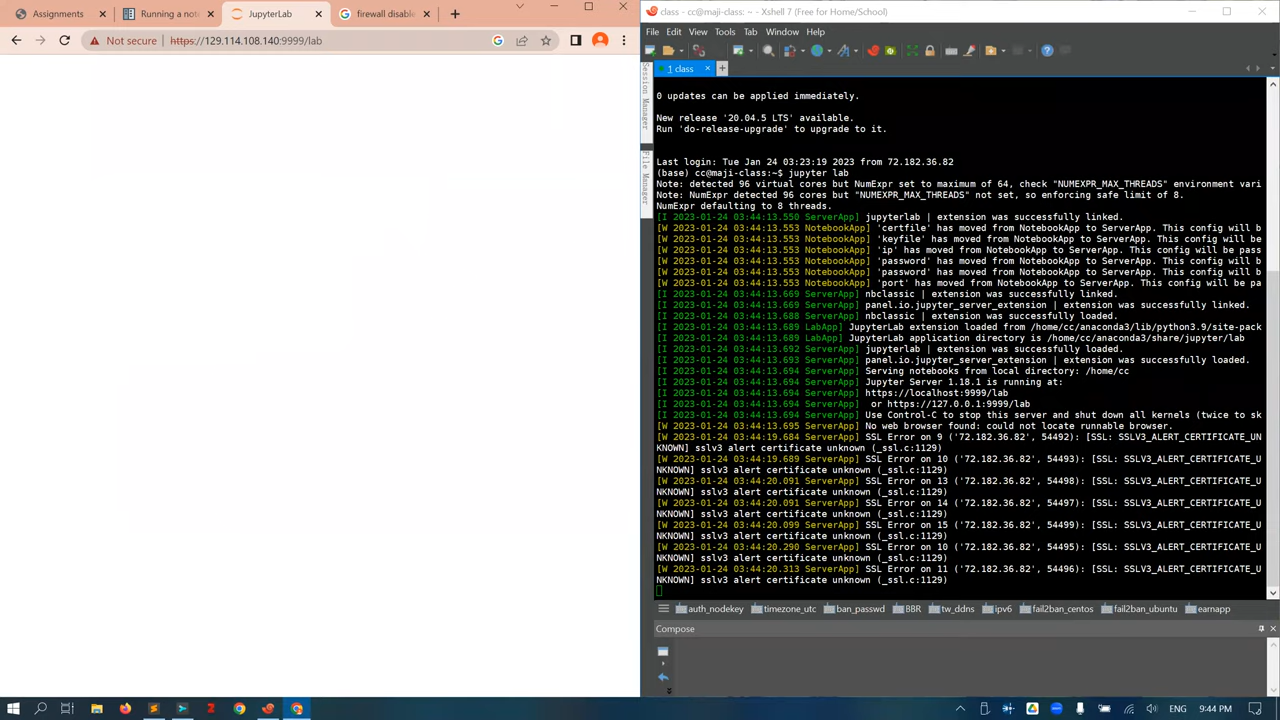 Assignments
Running a note
JupyterLab
firewall disable
Not secure
https://129.114.108.140:9999/lab
class - cc@maji-class: ~ - Xshell 7 (Free for Home/School)
File Edit View Tools Tab Window Help
1 class
Session Manager
File Manager
0 updates can be applied immediately.
New release '20.04.5 LTS' available.
Run 'do-release-upgrade' to upgrade to it.
Last login: Tue Jan 24 03:23:19 2023 from 72.182.36.82
(base) cc@maji-class:~$ jupyter lab
Note: detected 96 virtual cores but NumExpr set to maximum of 64, check "NUMEXPR_MAX_THREADS" environment vari
Note: NumExpr detected 96 cores but "NUMEXPR_MAX_THREADS" not set, so enforcing safe limit of 8.
NumExpr defaulting to 8 threads.
[I 2023-01-24 03:44:13.550 ServerApp] jupyterlab | extension was successfully linked.
[W 2023-01-24 03:44:13.553 NotebookApp] 'certfile' has moved from NotebookApp to ServerApp. This config will b
[W 2023-01-24 03:44:13.553 NotebookApp] 'keyfile' has moved from NotebookApp to ServerApp. This config will be
[W 2023-01-24 03:44:13.553 NotebookApp] 'ip' has moved from NotebookApp to ServerApp. This config will be pass
[W 2023-01-24 03:44:13.553 NotebookApp] 'password' has moved from NotebookApp to ServerApp. This config will b
[W 2023-01-24 03:44:13.553 NotebookApp] 'password' has moved from NotebookApp to ServerApp. This config will b
[W 2023-01-24 03:44:13.553 NotebookApp] 'port' has moved from NotebookApp to ServerApp. This config will be pa
[I 2023-01-24 03:44:13.669 ServerApp] nbclassic | extension was successfully linked.
[I 2023-01-24 03:44:13.669 ServerApp] panel.io.jupyter_server_extension | extension was successfully linked.
[I 2023-01-24 03:44:13.688 ServerApp] nbclassic | extension was successfully loaded.
[I 2023-01-24 03:44:13.689 LabApp] JupyterLab extension loaded from /home/cc/anaconda3/lib/python3.9/site-pack
[I 2023-01-24 03:44:13.689 LabApp] JupyterLab application directory is /home/cc/anaconda3/share/jupyter/lab
[I 2023-01-24 03:44:13.692 ServerApp] jupyterlab | extension was successfully loaded.
[I 2023-01-24 03:44:13.693 ServerApp] panel.io.jupyter_server_extension | extension was successfully loaded.
[I 2023-01-24 03:44:13.694 ServerApp] Serving notebooks from local directory: /home/cc
[I 2023-01-24 03:44:13.694 ServerApp] Jupyter Server 1.18.1 is running at:
[I 2023-01-24 03:44:13.694 ServerApp] https://localhost:9999/lab
[I 2023-01-24 03:44:13.694 ServerApp]  or https://127.0.0.1:9999/lab
[I 2023-01-24 03:44:13.694 ServerApp] Use Control-C to stop this server and shut down all kernels (twice to sk
[W 2023-01-24 03:44:13.695 ServerApp] No web browser found: could not locate runnable browser.
[W 2023-01-24 03:44:19.684 ServerApp] SSL Error on 9 ('72.182.36.82', 54492): [SSL: SSLV3_ALERT_CERTIFICATE_UN
KNOWN] sslv3 alert certificate unknown (_ssl.c:1129)
[W 2023-01-24 03:44:19.689 ServerApp] SSL Error on 10 ('72.182.36.82', 54493): [SSL: SSLV3_ALERT_CERTIFICATE_U
NKNOWN] sslv3 alert certificate unknown (_ssl.c:1129)
[W 2023-01-24 03:44:20.091 ServerApp] SSL Error on 13 ('72.182.36.82', 54498): [SSL: SSLV3_ALERT_CERTIFICATE_U
NKNOWN] sslv3 alert certificate unknown (_ssl.c:1129)
[W 2023-01-24 03:44:20.091 ServerApp] SSL Error on 14 ('72.182.36.82', 54497): [SSL: SSLV3_ALERT_CERTIFICATE_U
NKNOWN] sslv3 alert certificate unknown (_ssl.c:1129)
[W 2023-01-24 03:44:20.099 ServerApp] SSL Error on 15 ('72.182.36.82', 54499): [SSL: SSLV3_ALERT_CERTIFICATE_U
NKNOWN] sslv3 alert certificate unknown (_ssl.c:1129)
[W 2023-01-24 03:44:20.290 ServerApp] SSL Error on 10 ('72.182.36.82', 54495): [SSL: SSLV3_ALERT_CERTIFICATE_U
NKNOWN] sslv3 alert certificate unknown (_ssl.c:1129)
[W 2023-01-24 03:44:20.313 ServerApp] SSL Error on 11 ('72.182.36.82', 54496): [SSL: SSLV3_ALERT_CERTIFICATE_U
NKNOWN] sslv3 alert certificate unknown (_ssl.c:1129)
auth_nodekey timezone_utc ban_passwd BBR tw_ddns ipv6 fail2ban_centos fail2ban_ubuntu earnapp
Compose
ENG 9:44 PM